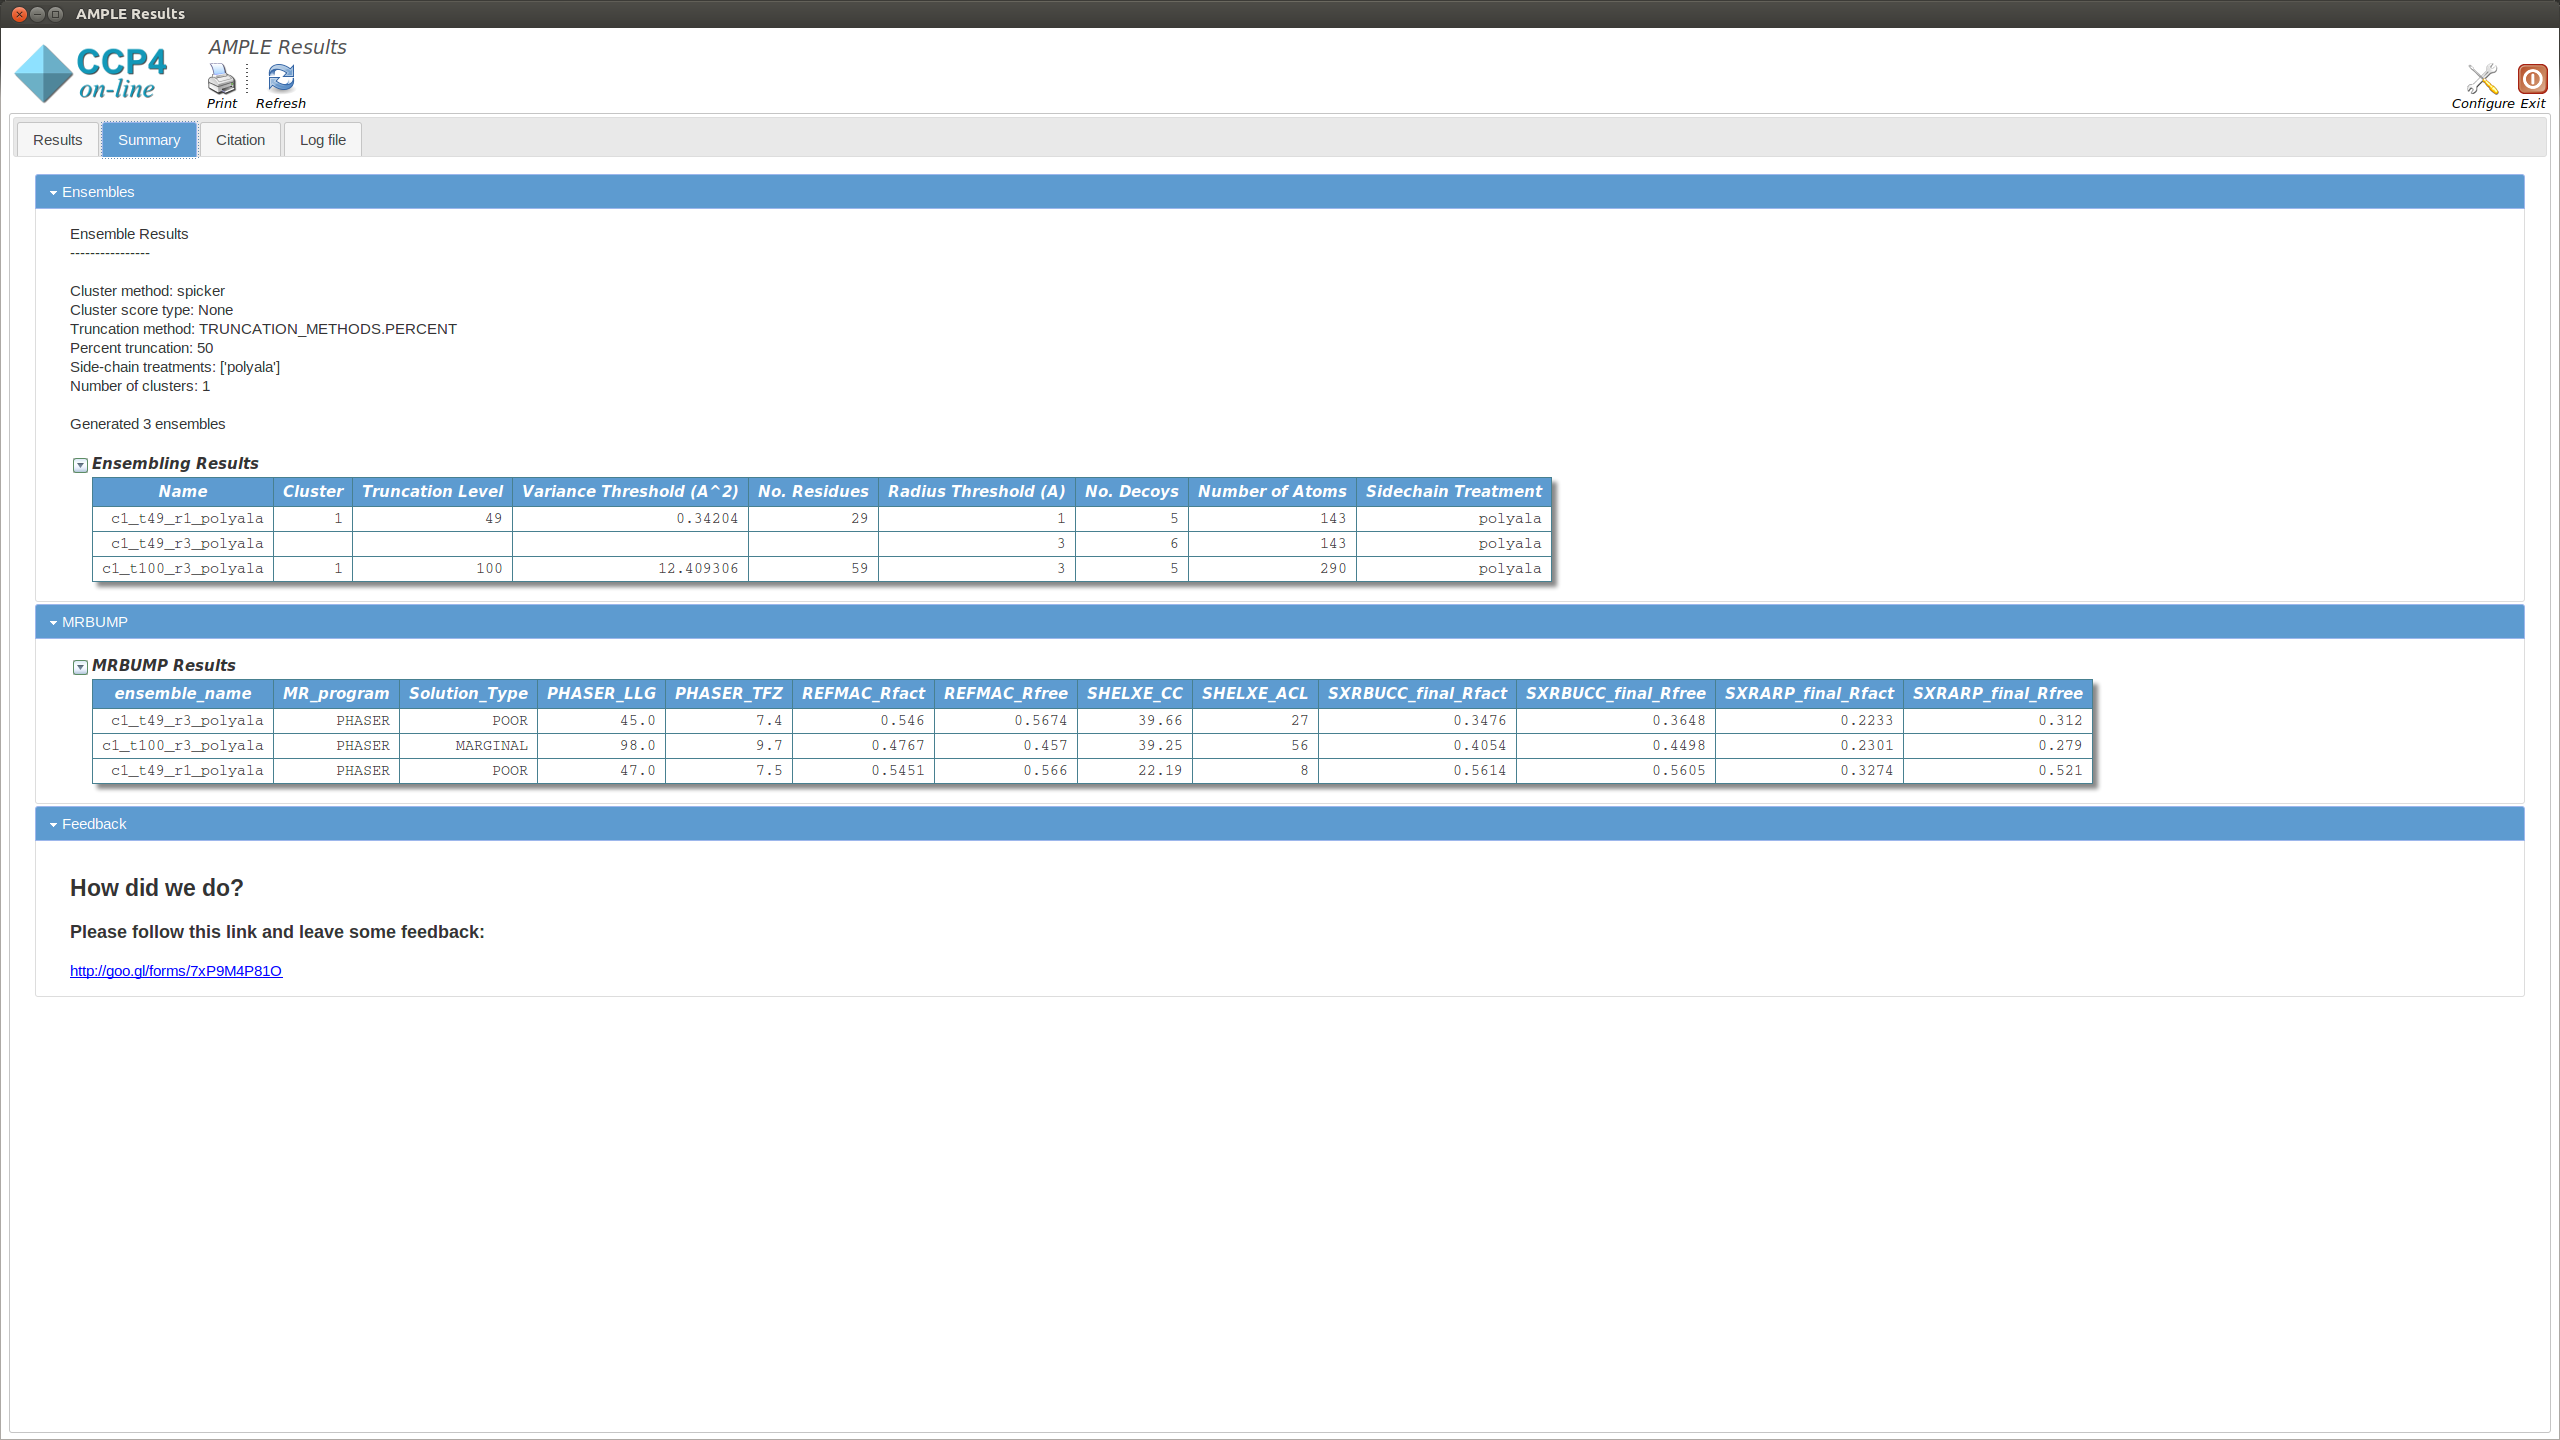 AMPLE Results
CCP4
on-line
AMPLE Results
Print
Refresh
Configure Exit
Results Summary Citation Log file
Ensembles
Ensemble Results
----------------
Cluster method: spicker
Cluster score type: None
Truncation method: TRUNCATION_METHODS.PERCENT
Percent truncation: 50
Side-chain treatments: ['polyala']
Number of clusters: 1
Generated 3 ensembles
Ensembling Results
Name Cluster Truncation Level Variance Threshold (A^2) No. Residues Radius Threshold (A) No. Decoys Number of Atoms Sidechain Treatment
c1_t49_r1_polyala 1 49 0.34204 29 1 5 143 polyala
c1_t49_r3_polyala 3 6 143 polyala
c1_t100_r3_polyala 1 100 12.409306 59 3 5 290 polyala
MRBUMP
MRBUMP Results
ensemble_name MR_program Solution_Type PHASER_LLG PHASER_TFZ REFMAC_Rfact REFMAC_Rfree SHELXE_CC SHELXE_ACL SXRBUCC_final_Rfact SXRBUCC_final_Rfree SXRARP_final_Rfact SXRARP_final_Rfree
c1_t49_r3_polyala PHASER POOR 45.0 7.4 0.546 0.5674 39.66 27 0.3476 0.3648 0.2233 0.312
c1_t100_r3_polyala PHASER MARGINAL 98.0 9.7 0.4767 0.457 39.25 56 0.4054 0.4498 0.2301 0.279
c1_t49_r1_polyala PHASER POOR 47.0 7.5 0.5451 0.566 22.19 8 0.5614 0.5605 0.3274 0.521
Feedback
How did we do?
Please follow this link and leave some feedback:
http://goo.gl/forms/7xP9M4P81O